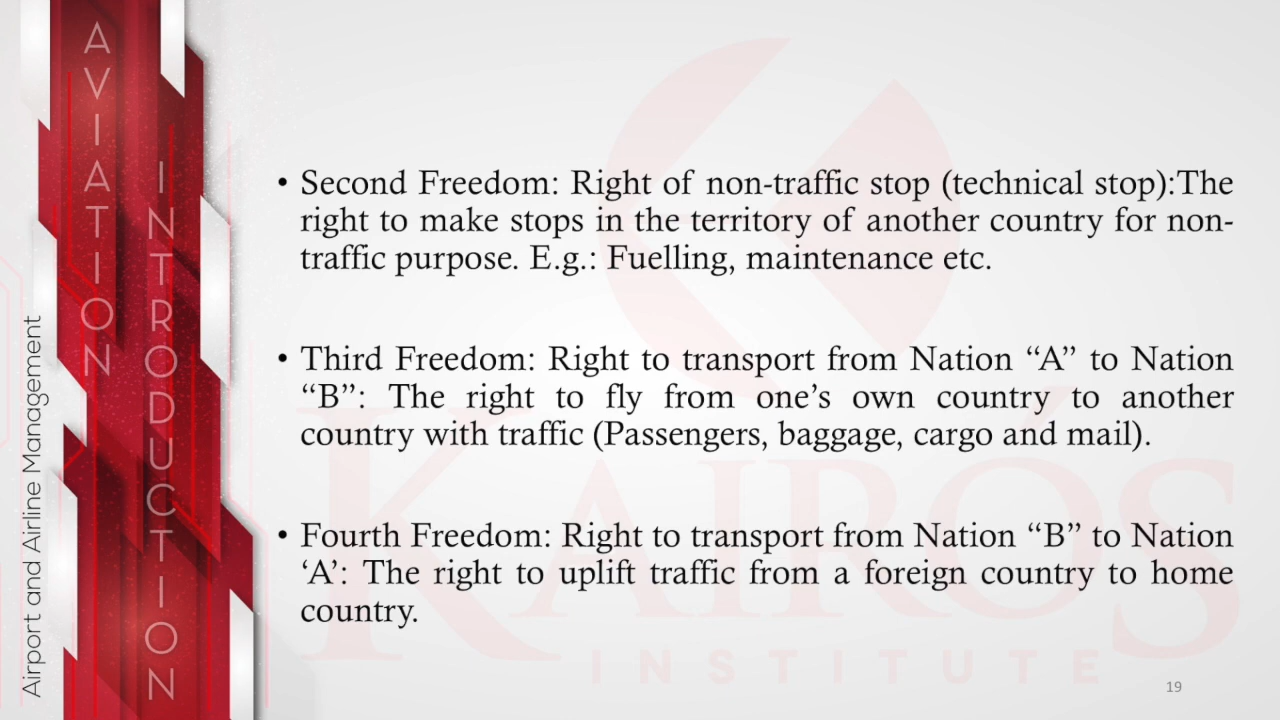 AVIATION
INTRODUCTION
Airport and Airline Management
• Second Freedom: Right of non-traffic stop (technical stop):The
right to make stops in the territory of another country for non-
traffic purpose. E.g.: Fuelling, maintenance etc.
• Third Freedom: Right to transport from Nation “A” to Nation
“B”: The right to fly from one’s own country to another
country with traffic (Passengers, baggage, cargo and mail).
• Fourth Freedom: Right to transport from Nation “B” to Nation
‘A’: The right to uplift traffic from a foreign country to home
country.
KAIROS
INSTITUTE
19